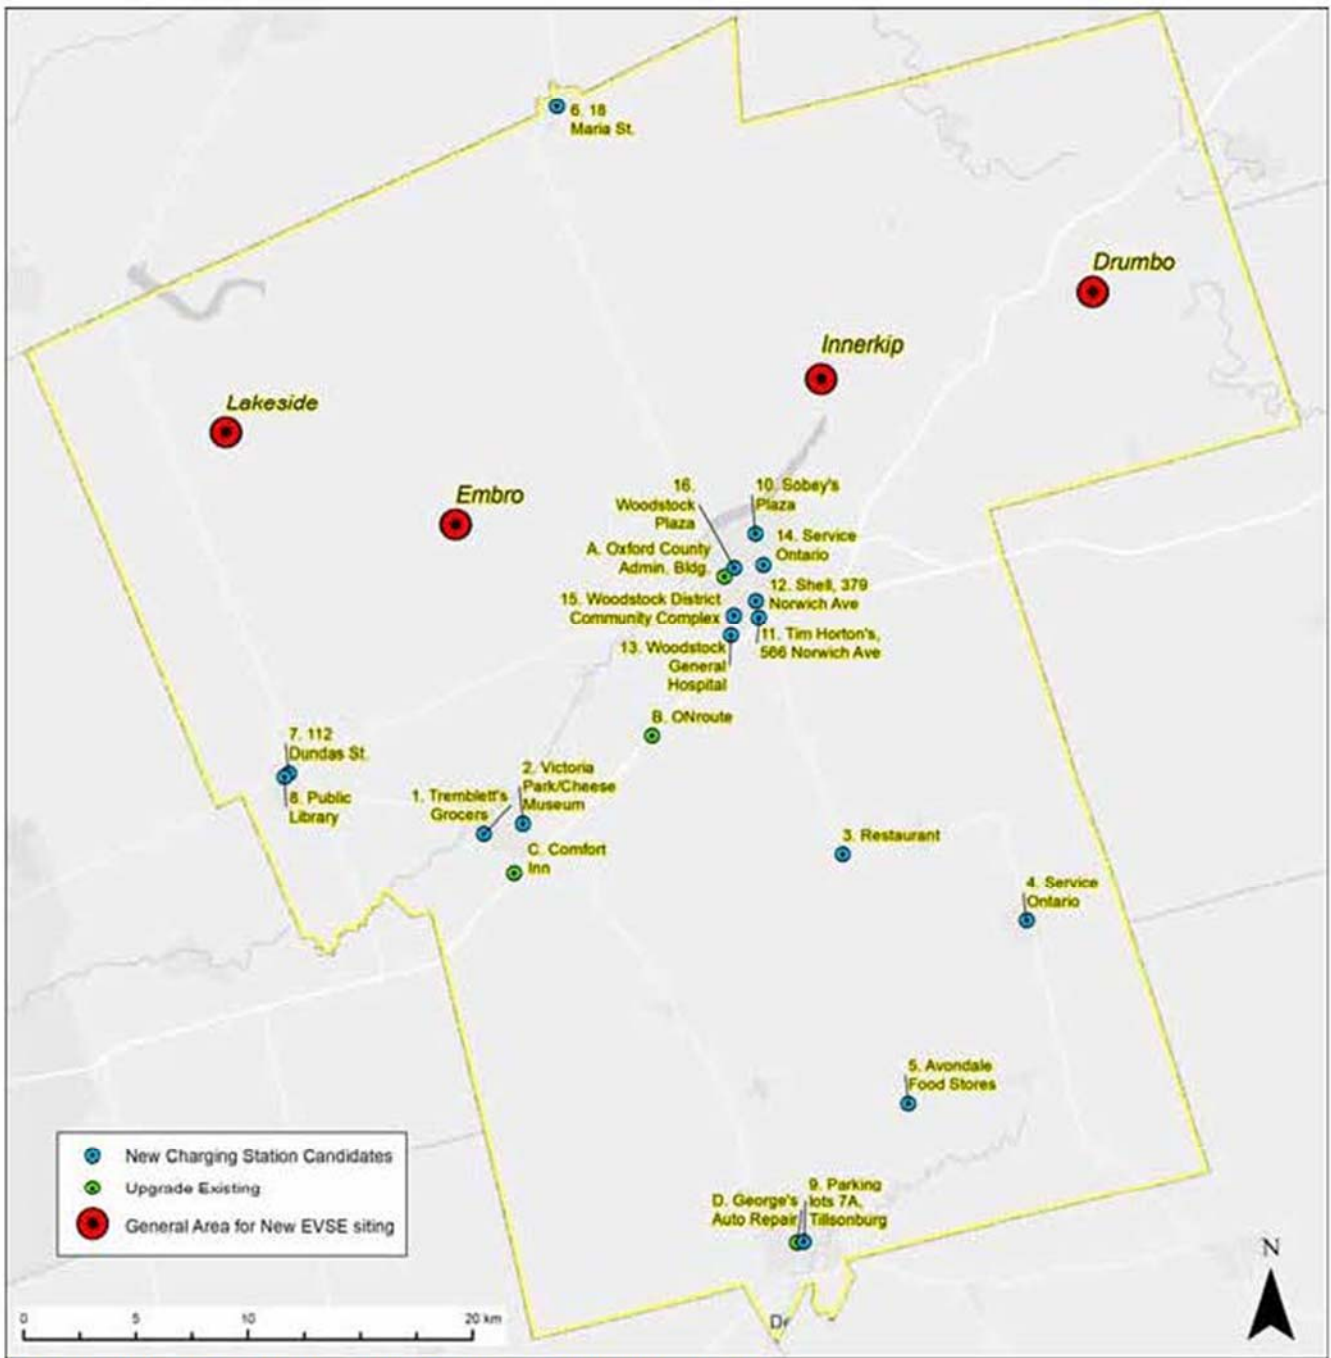 6. 18
Maria St.
Drumbo
Innerkip
Lakeside
Embro
16.
Woodstock
Plaza
10. Sobey's
Plaza
14. Service
Ontario
A. Oxford County
Admin. Bldg.
12. Shell, 379
Norwich Ave
15. Woodstock District
Community Complex
11. Tim Horton's,
566 Norwich Ave
13. Woodstock
General
Hospital
B. ONroute
7. 112
Dundas St.
8. Public
Library
2. Victoria
Park/Cheese
Museum
1. Tremblett's
Grocers
C. Comfort
Inn
3. Restaurant
4. Service
Ontario
5. Avondale
Food Stores
9. Parking
lots 7A,
Tillsonburg
D. George's
Auto Repair
New Charging Station Candidates
Upgrade Existing
General Area for New EVSE siting
0 5 10 20 km
N